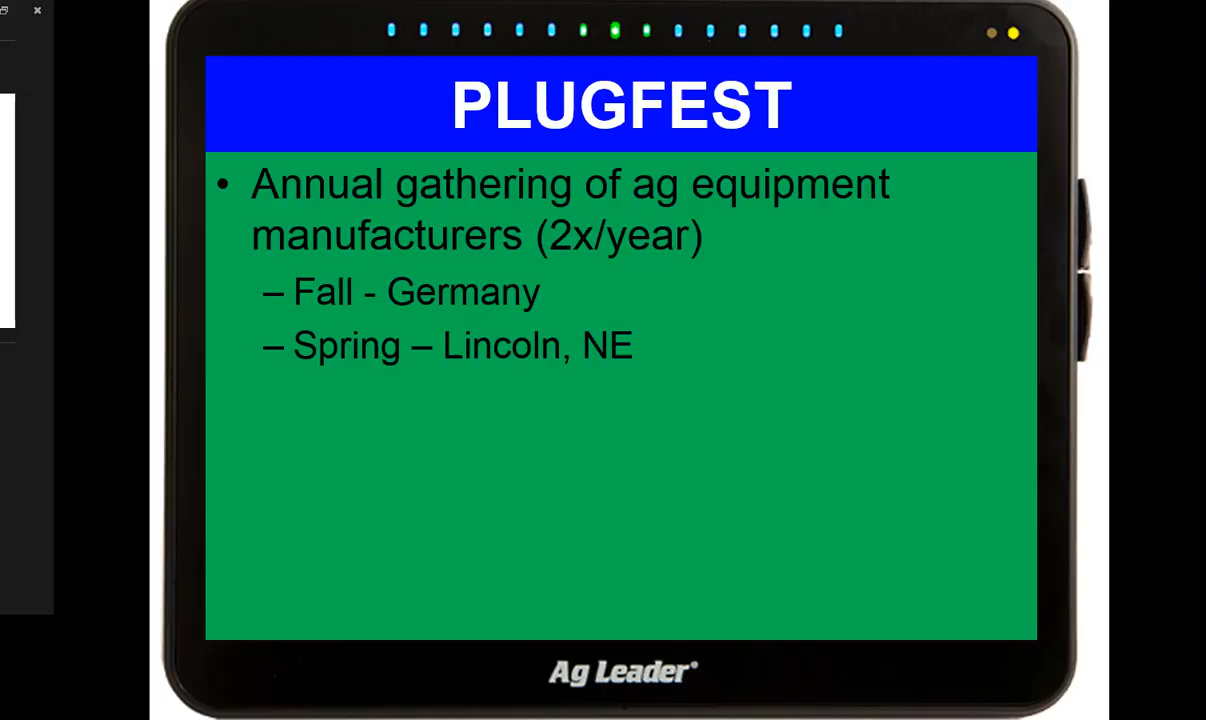 PLUGFEST
• Annual gathering of ag equipment
manufacturers (2x/year)
– Fall - Germany
– Spring – Lincoln, NE
Ag Leader®